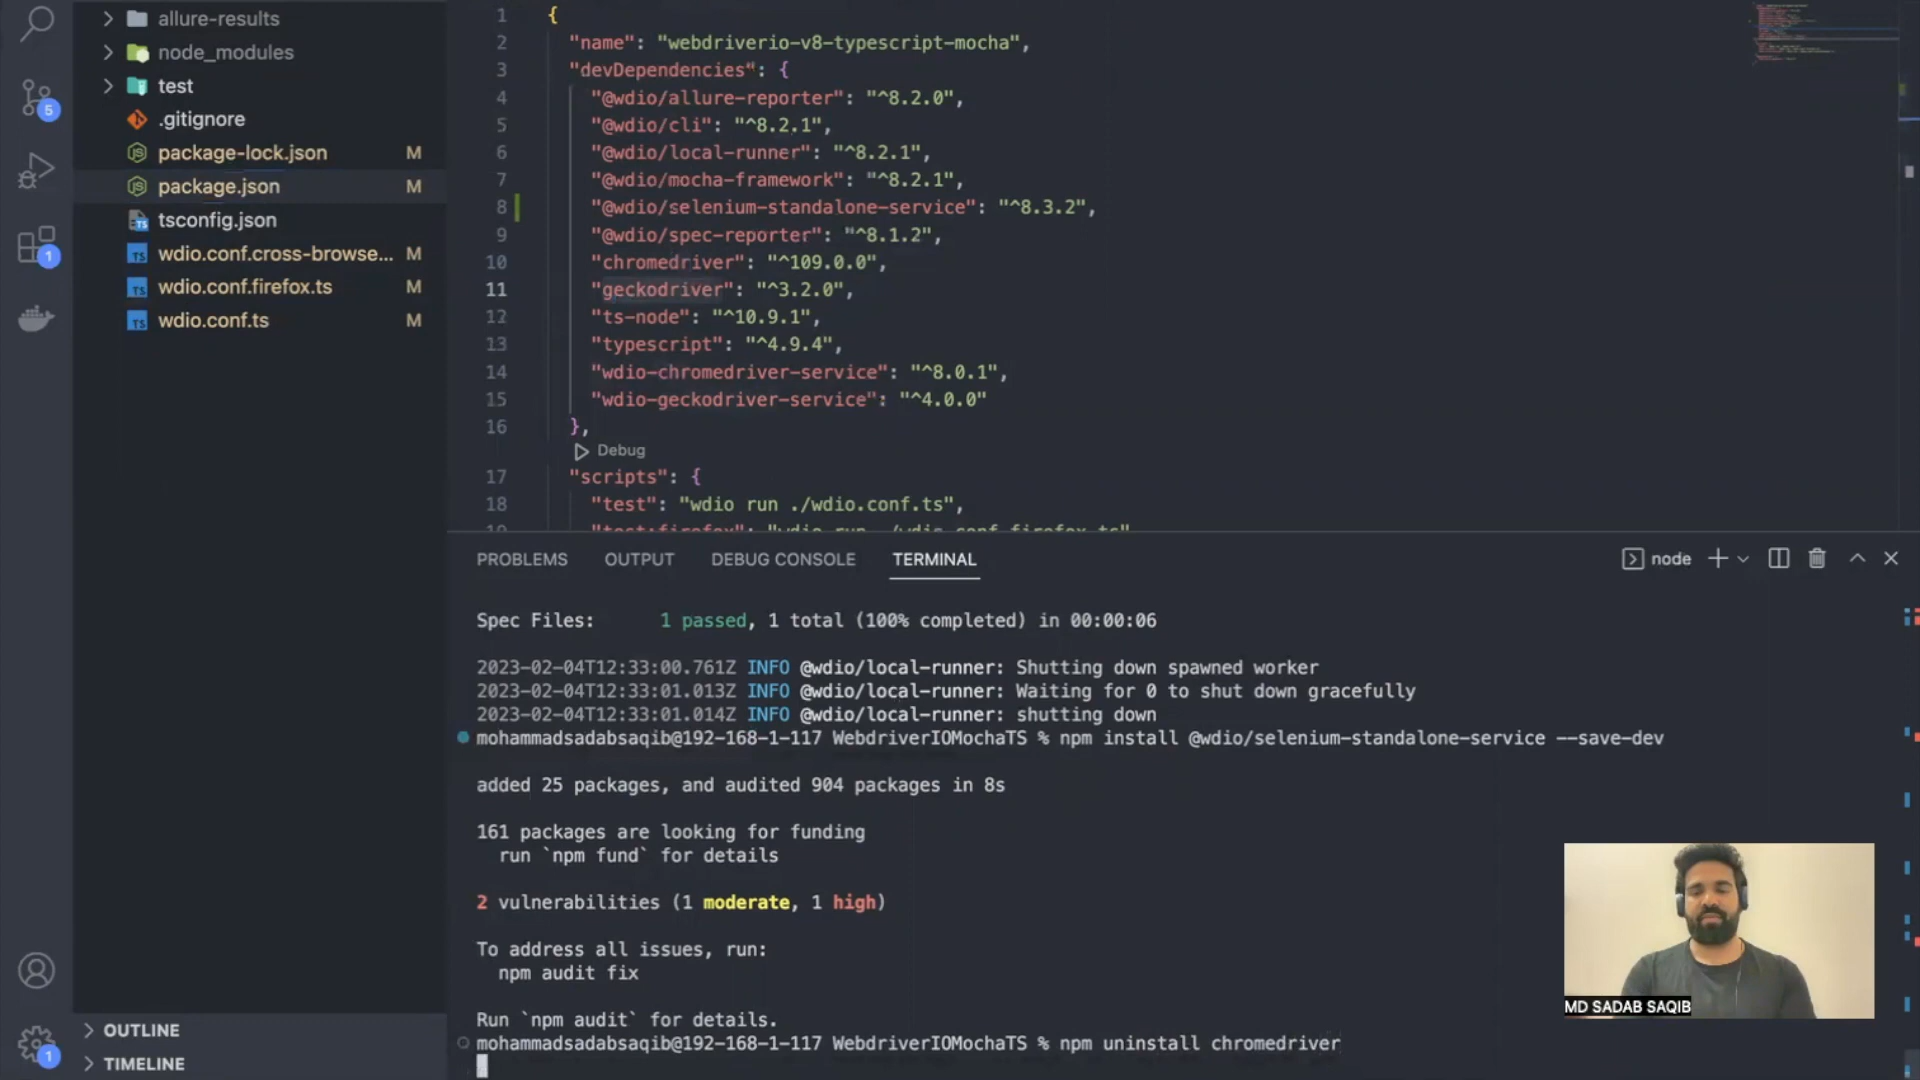 allure-results
node_modules
test
.gitignore
package-lock.json M
package.json M
tsconfig.json
wdio.conf.cross-browse... M
wdio.conf.firefox.ts M
wdio.conf.ts M
5
1
1
OUTLINE
TIMELINE
1 {
2 "name": "webdriverio-v8-typescript-mocha",
3 "devDependencies": {
4 "@wdio/allure-reporter": "^8.2.0",
5 "@wdio/cli": "^8.2.1",
6 "@wdio/local-runner": "^8.2.1",
7 "@wdio/mocha-framework": "^8.2.1",
8 "@wdio/selenium-standalone-service": "^8.3.2",
9 "@wdio/spec-reporter": "^8.1.2",
10 "chromedriver": "^109.0.0",
11 "geckodriver": "^3.2.0",
12 "ts-node": "^10.9.1",
13 "typescript": "^4.9.4",
14 "wdio-chromedriver-service": "^8.0.1",
15 "wdio-geckodriver-service": "^4.0.0"
16 },
Debug
17 "scripts": {
18 "test": "wdio run ./wdio.conf.ts",
19 "test:firefox": "wdio run ./wdio.conf.firefox.ts"
PROBLEMS OUTPUT DEBUG CONSOLE TERMINAL node
Spec Files: 1 passed, 1 total (100% completed) in 00:00:06
2023-02-04T12:33:00.761Z INFO @wdio/local-runner: Shutting down spawned worker
2023-02-04T12:33:01.013Z INFO @wdio/local-runner: Waiting for 0 to shut down gracefully
2023-02-04T12:33:01.014Z INFO @wdio/local-runner: shutting down
mohammadsadabsaqib@192-168-1-117 WebdriverIOMochaTS % npm install @wdio/selenium-standalone-service --save-dev
added 25 packages, and audited 904 packages in 8s
161 packages are looking for funding
run `npm fund` for details
2 vulnerabilities (1 moderate, 1 high)
To address all issues, run:
npm audit fix
Run `npm audit` for details.
mohammadsadabsaqib@192-168-1-117 WebdriverIOMochaTS % npm uninstall chromedriver
MD SADAB SAQIB